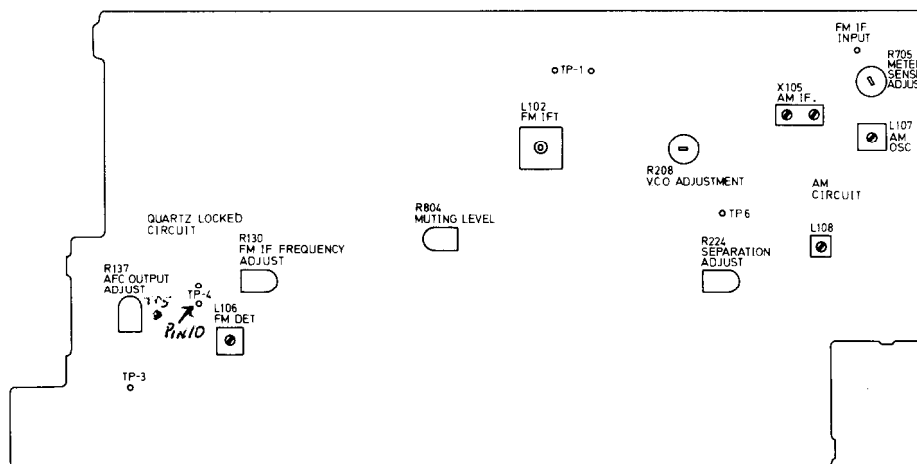 FM IF
INPUT
R705
METER
SENSE
ADJUS
TP-1
X105
AM IF.
L102
FM IFT
L107
AM
OSC
R208
VCO ADJUSTMENT
AM
CIRCUIT
R804
MUTING LEVEL
TP6
QUARTZ LOCKED
CIRCUIT
L108
R130
FM IF FREQUENCY
ADJUST
R224
SEPARATION
ADJUST
R137
AFC OUTPUT
ADJUST
TP5
TP-4
PIN 10
L106
FM DET
TP-3